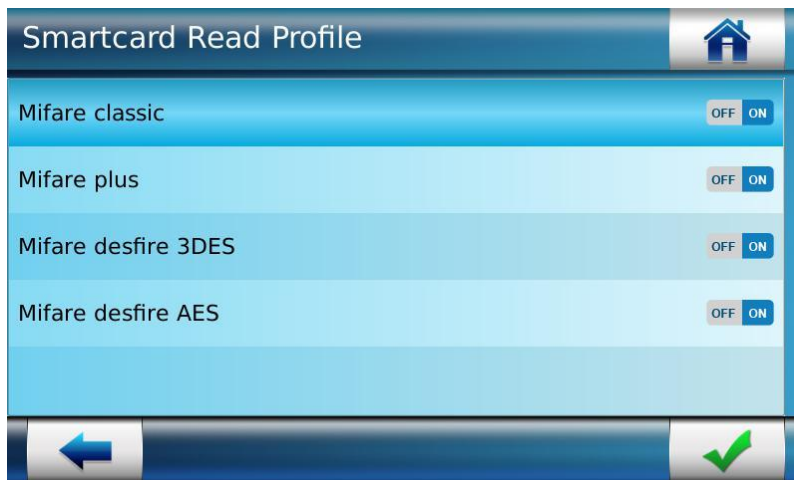 Smartcard Read Profile
Mifare classic OFF ON
Mifare plus OFF ON
Mifare desfire 3DES OFF ON
Mifare desfire AES OFF ON